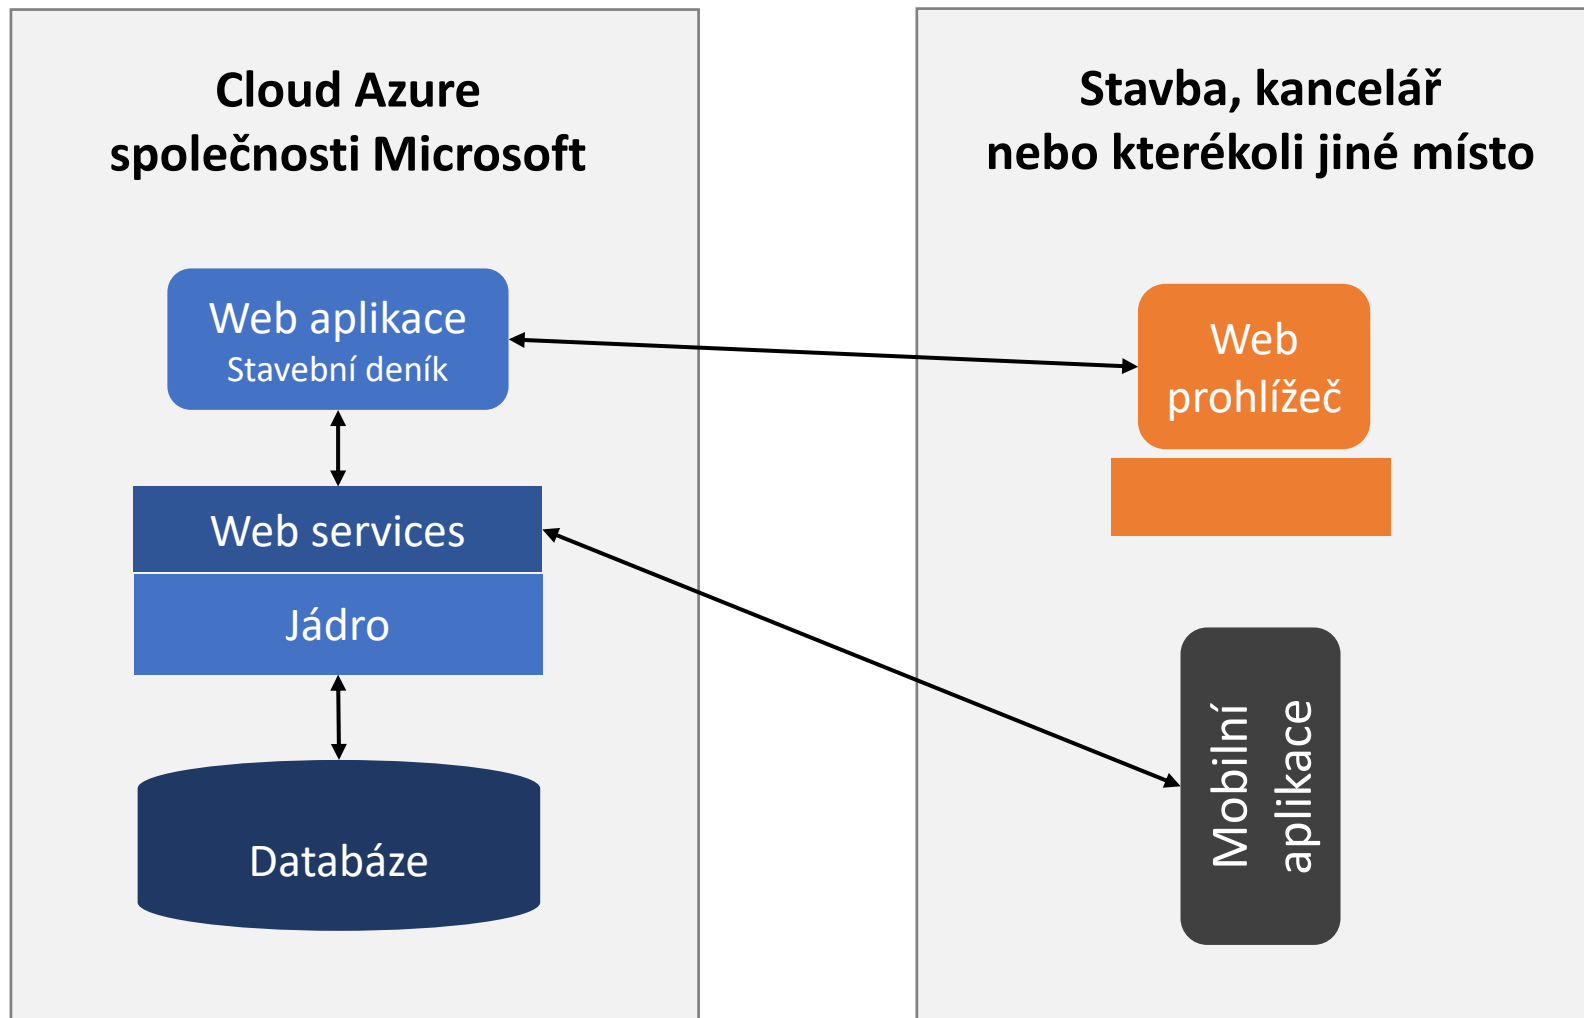 Cloud Azure
společnosti Microsoft
Web aplikace
Stavební deník
Web services
Jádro
Databáze
Stavba, kancelář
nebo kterékoli jiné místo
Web
prohlížeč
Mobilní
aplikace